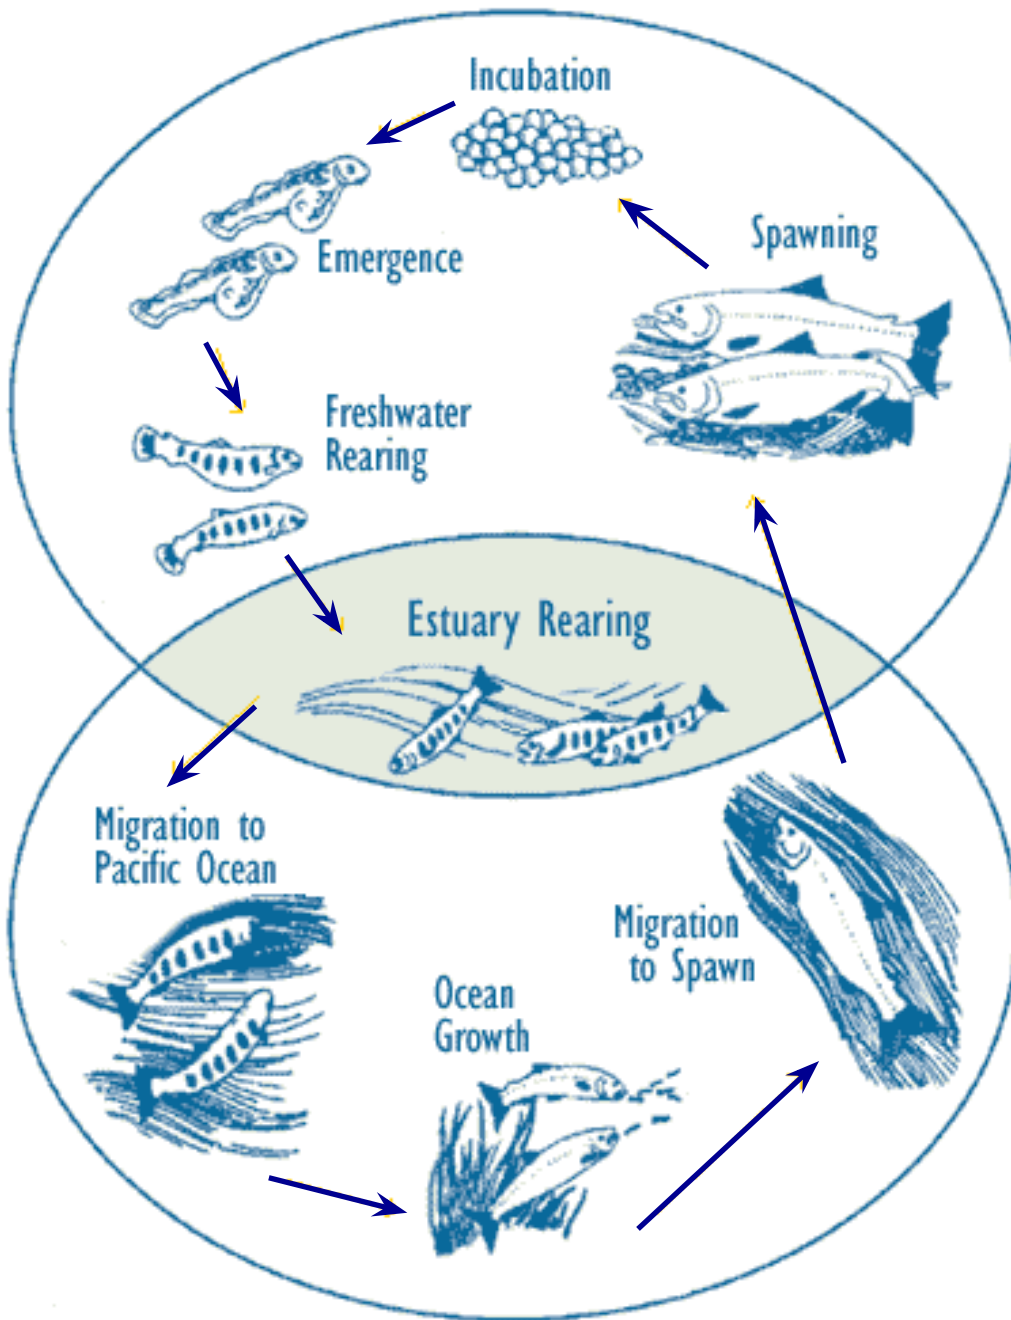 Incubation
Spawning
Emergence
Freshwater
Rearing
Estuary Rearing
Migration to
Pacific Ocean
Migration
to Spawn
Ocean
Growth